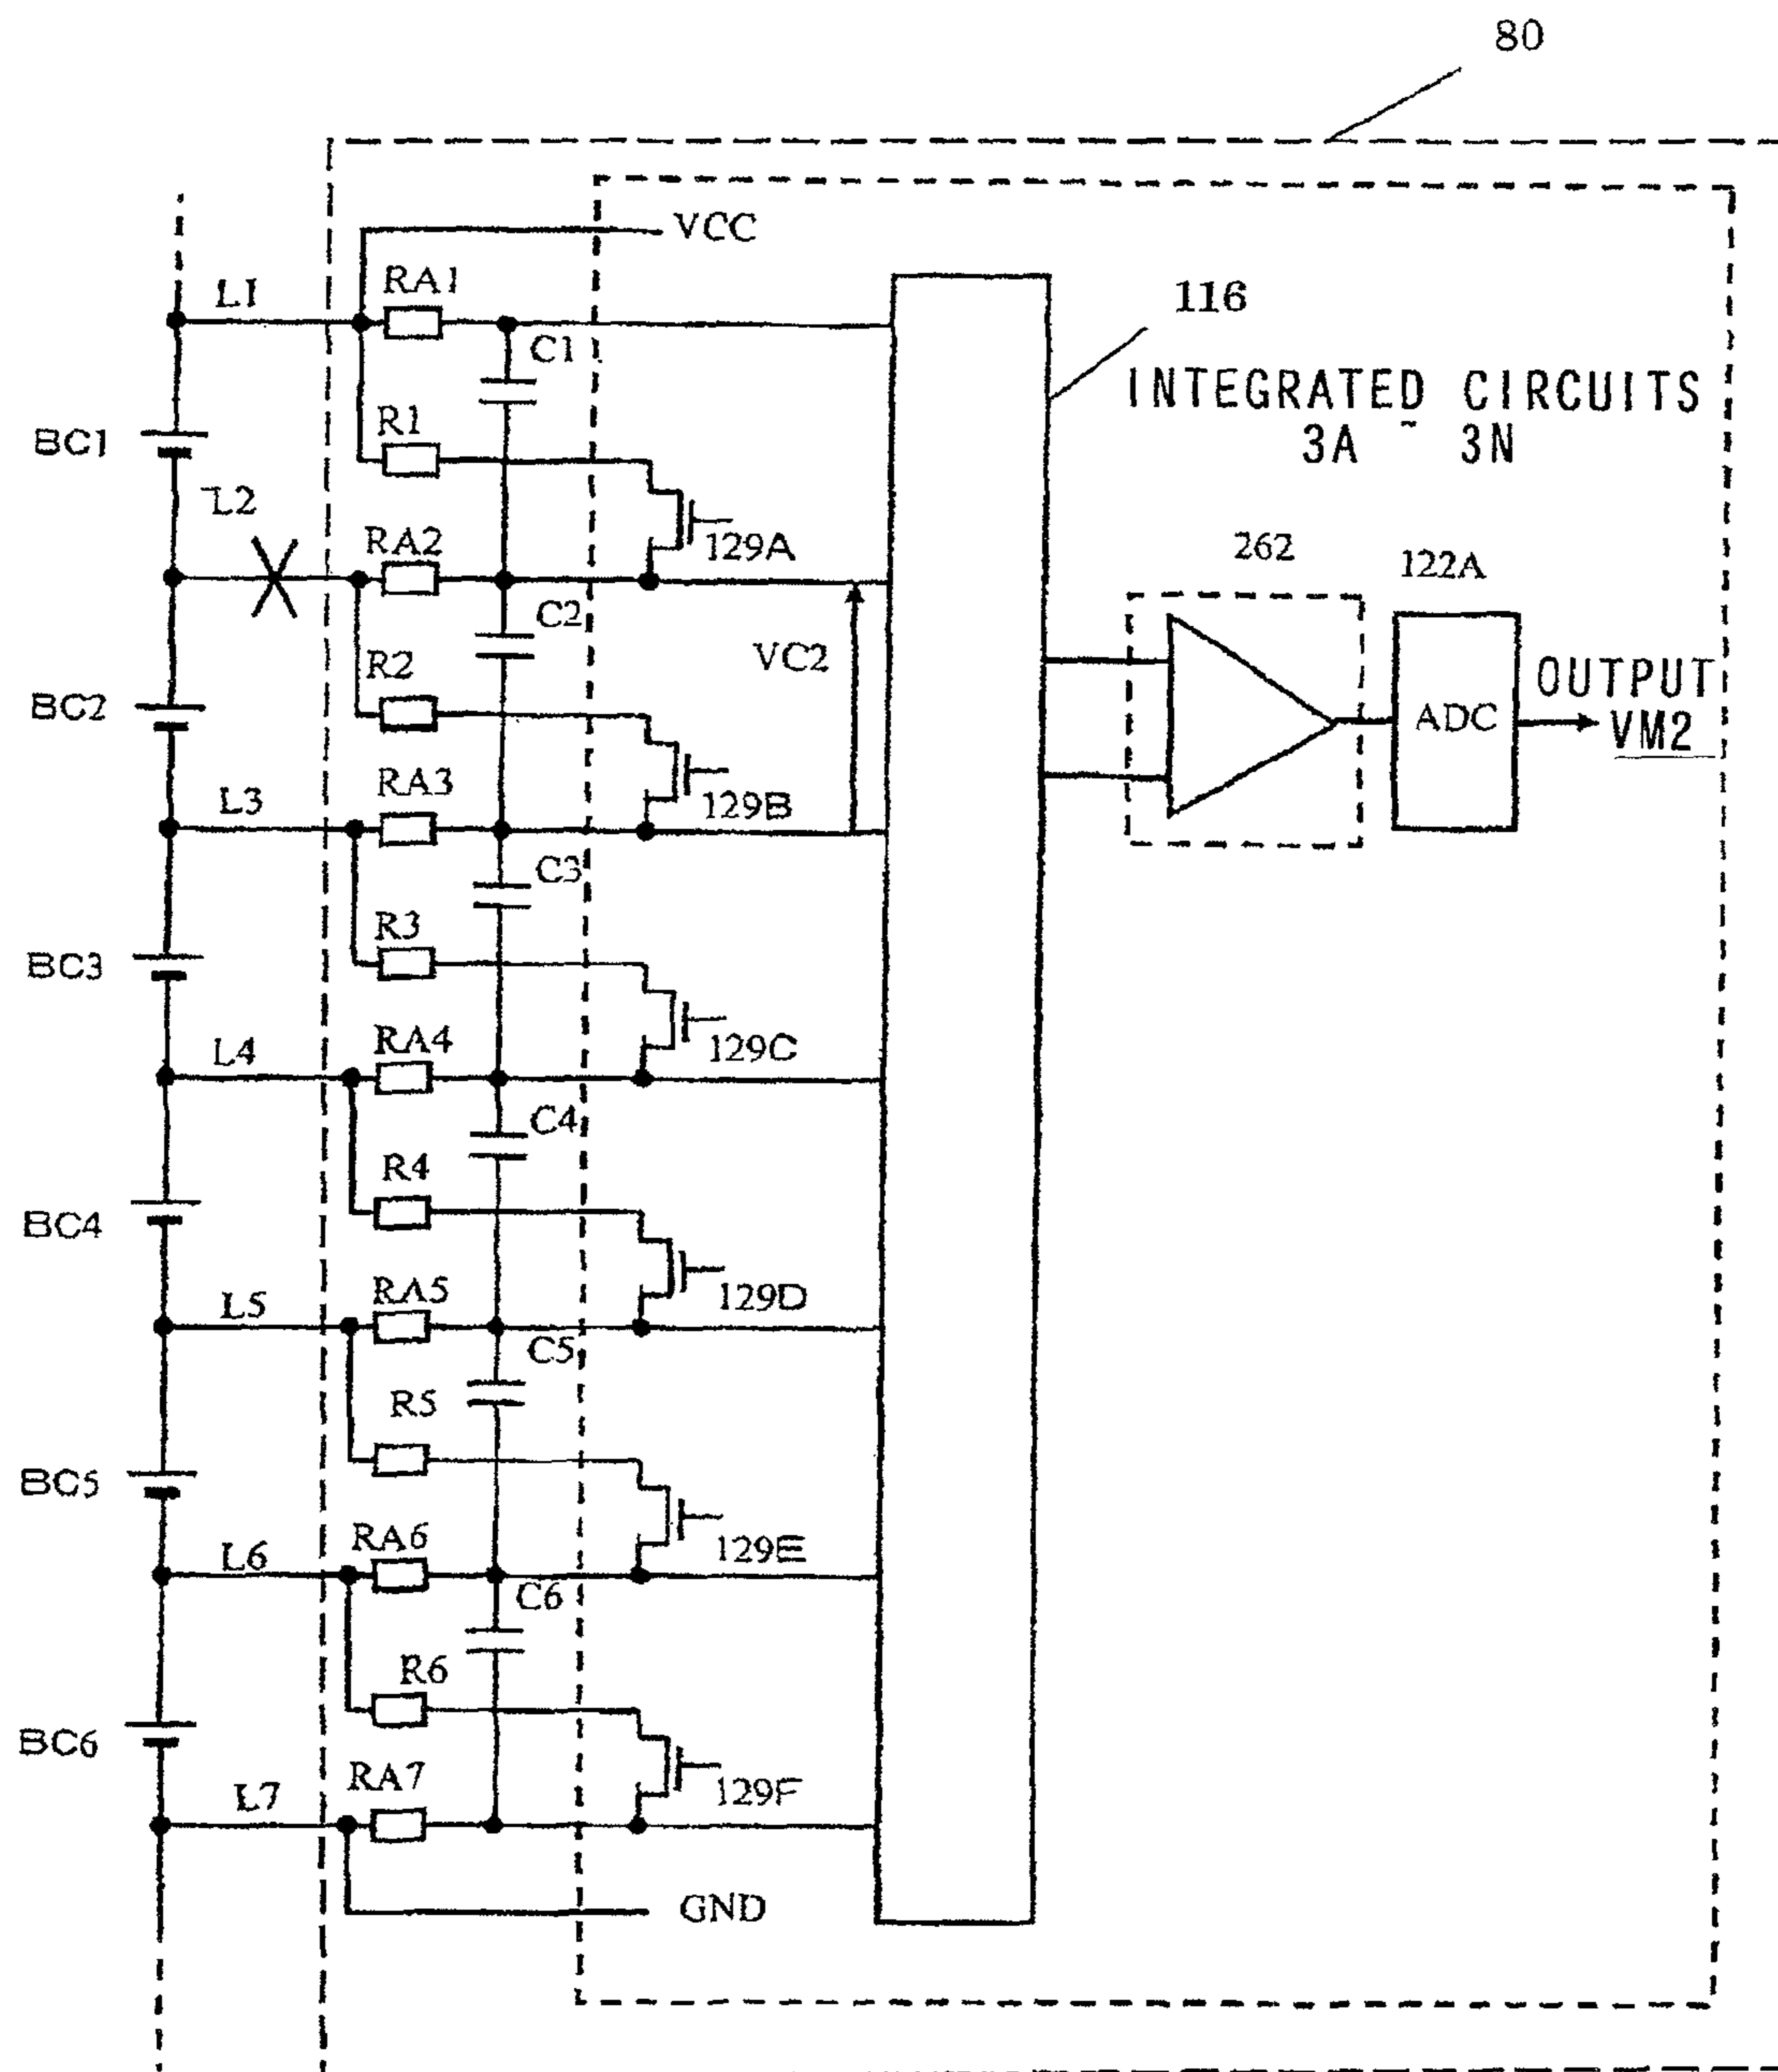 80
VCC
RA1
L1
116
C1
INTEGRATED CIRCUITS
3A ~ 3N
R1
BC1
L2
RA2
129A
262
122A
C2
R2
VC2
OUTPUT
BC2
ADC
VM2
RA3
L3
129B
C3
R3
BC3
RA4
L4
129C
C4
R4
BC4
RA5
L5
129D
C5
R5
BC5
RA6
L6
129E
C6
R6
BC6
RA7
L7
129F
GND